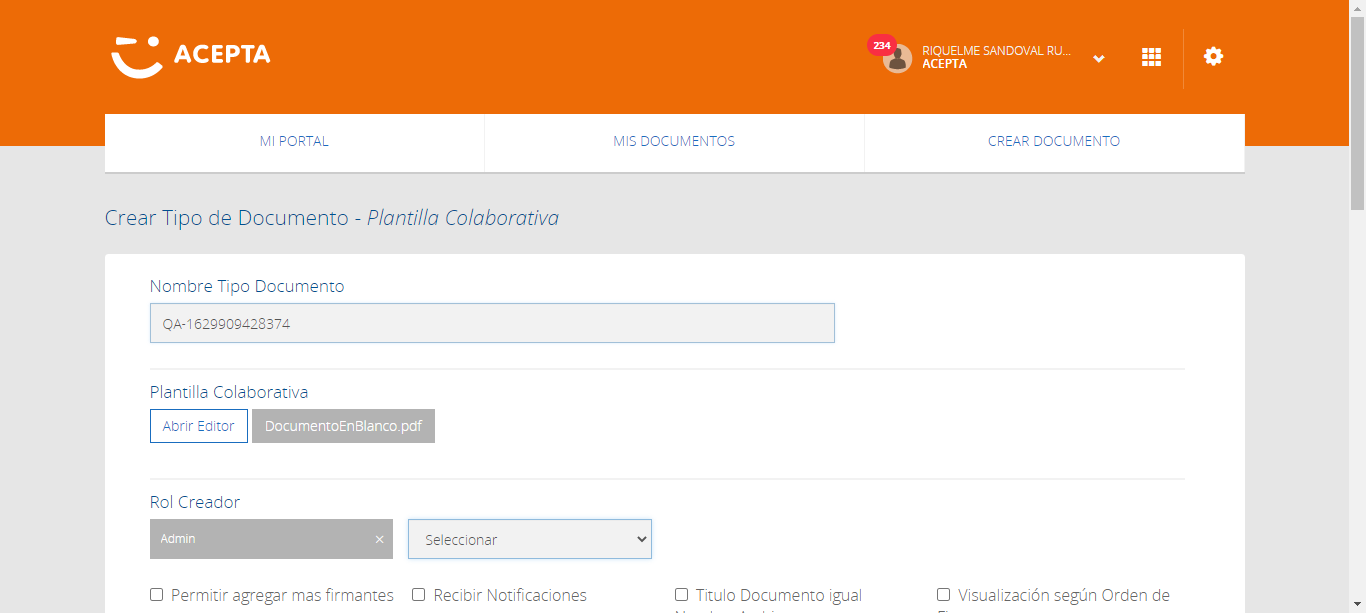 ACEPTA
234
RIQUELME SANDOVAL RU...
ACEPTA
MI PORTAL
MIS DOCUMENTOS
CREAR DOCUMENTO
Crear Tipo de Documento - Plantilla Colaborativa
Nombre Tipo Documento
QA-1629909428374
Plantilla Colaborativa
Abrir Editor
DocumentoEnBlanco.pdf
Rol Creador
Admin ×
Seleccionar
Permitir agregar mas firmantes
Recibir Notificaciones
Titulo Documento igual
Visualización según Orden de